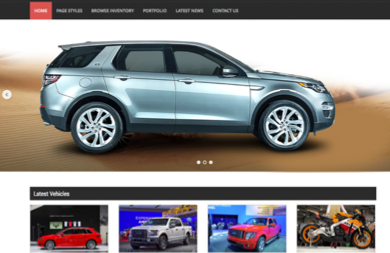 HOME PAGE STYLES BROWSE INVENTORY PORTFOLIO LATEST NEWS CONTACT US
Latest Vehicles